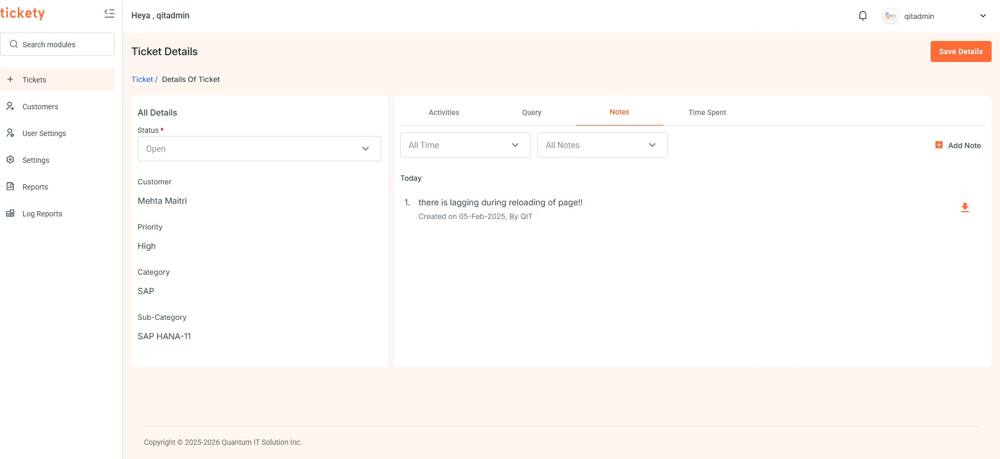 tickety
Heya , qitadmin
qitadmin
Search modules
Tickets
Customers
User Settings
Settings
Reports
Log Reports
Ticket Details
Save Details
Ticket / Details Of Ticket
All Details
Status *
Open
Customer
Mehta Maitri
Priority
High
Category
SAP
Sub-Category
SAP HANA-11
Activities
Query
Notes
Time Spent
All Time
All Notes
Add Note
Today
1. there is lagging during reloading of page!!
Created on 05-Feb-2025, By QIT
Copyright © 2025-2026 Quantum IT Solution Inc.